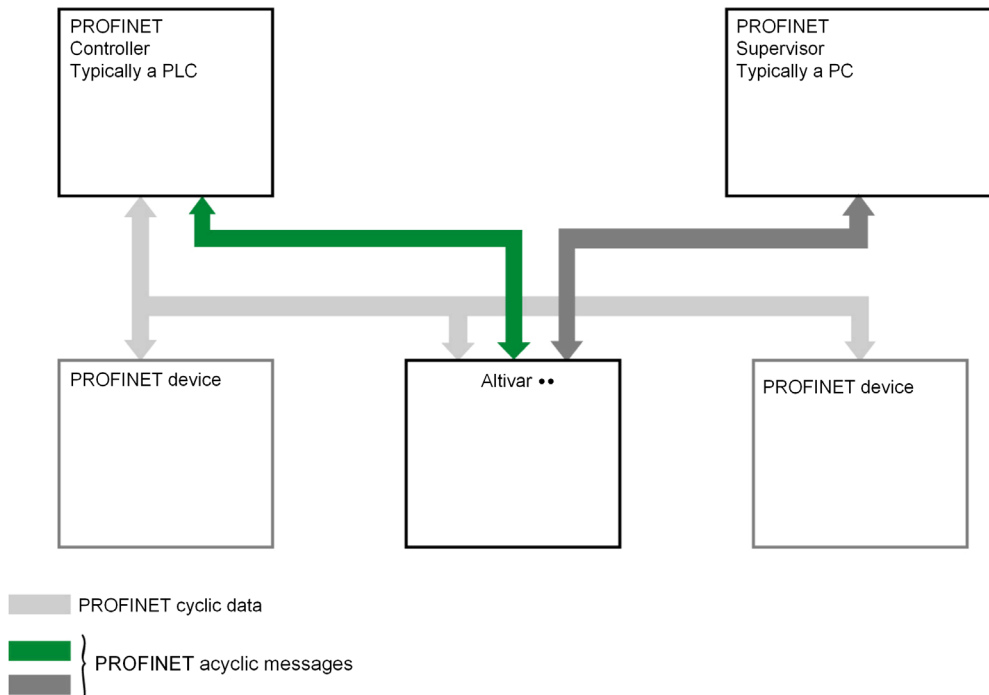 PROFINET
Controller
Typically a PLC
PROFINET
Supervisor
Typically a PC
PROFINET device
Altivar ••
PROFINET device
PROFINET cyclic data
PROFINET acyclic messages